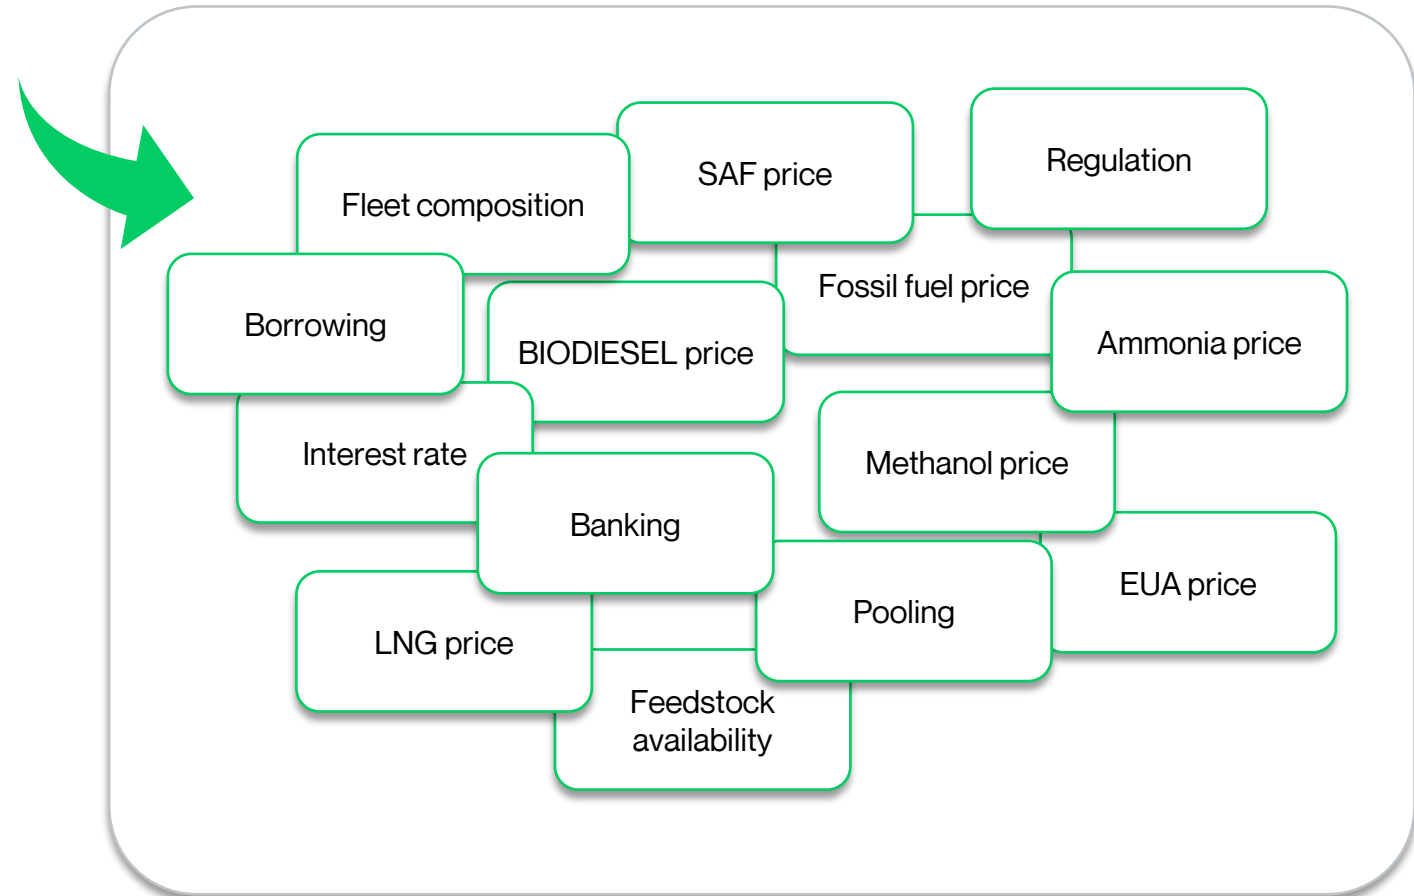 SAF price
Regulation
Fleet composition
Fossil fuel price
Borrowing
BIODIESEL price
Ammonia price
Interest rate
Methanol price
Banking
EUA price
Pooling
LNG price
Feedstock
availability